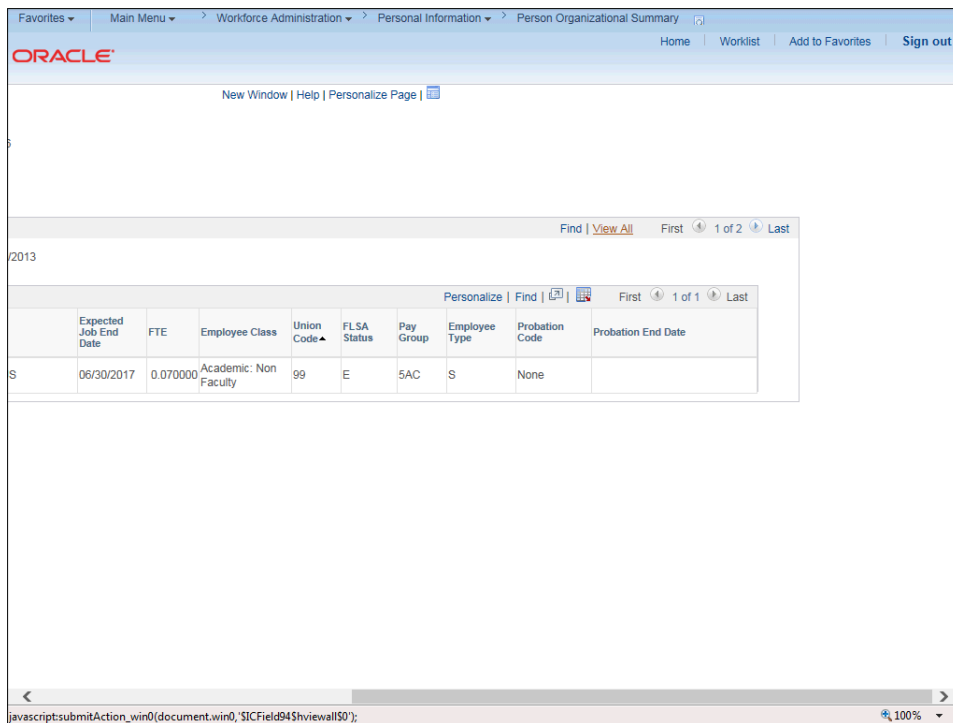 Favorites Main Menu > Workforce Administration > Personal Information > Person Organizational Summary
Home | Worklist | Add to Favorites | Sign out
ORACLE
New Window | Help | Personalize Page |
Find | View All First 1 of 2 Last
/2013
Personalize | Find | | First 1 of 1 Last
Expected Job End Date FTE Employee Class Union Code FLSA Status Pay Group Employee Type Probation Code Probation End Date
S 06/30/2017 0.070000 Academic: Non Faculty 99 E 5AC S None
javascript:submitAction_win0(document.win0,'$ICField94$hviewall$0'); 100%